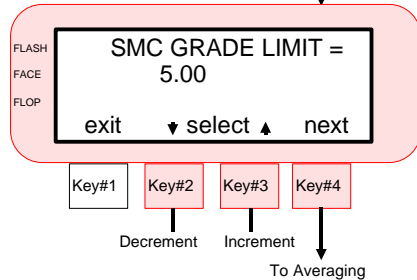 FLASH
SMC GRADE LIMIT =
FACE
5.00
FLOP
exit select next
Key#1 Key#2 Key#3 Key#4
Decrement Increment
To Averaging